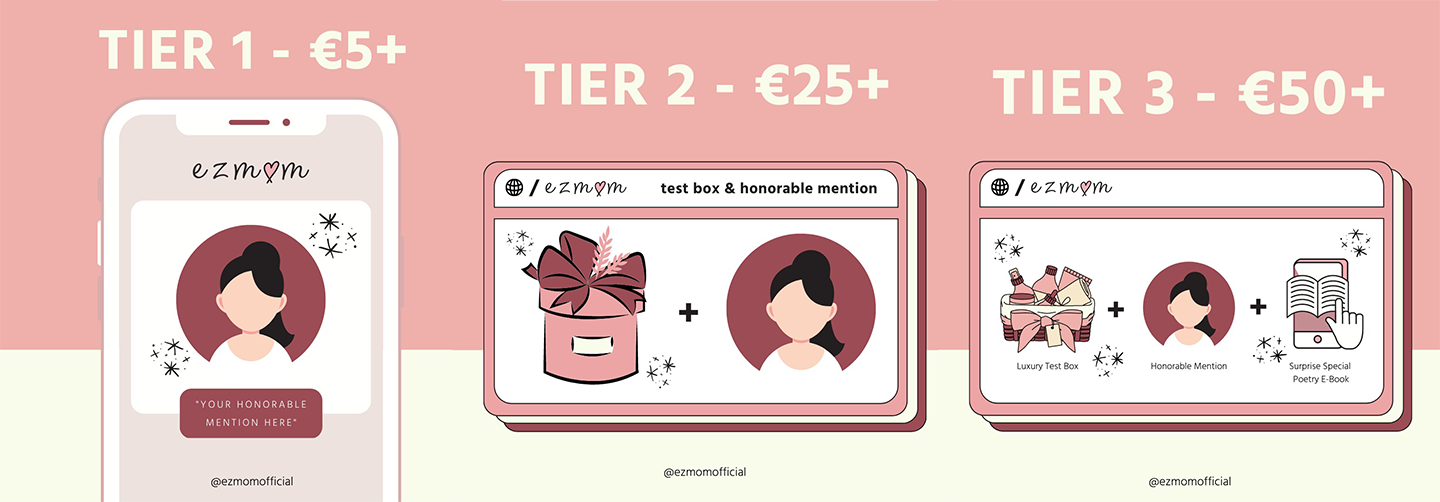 TIER 1 - €5+
ezmom
"YOUR HONORABLE
MENTION HERE"
@ezmomofficial
TIER 2 - €25+
/ ezmom test box & honorable mention
+
@ezmomofficial
TIER 3 - €50+
/ ezmom
+ +
Luxury Test Box
Honorable Mention
Surprise Special
Poetry E-Book
@ezmomofficial